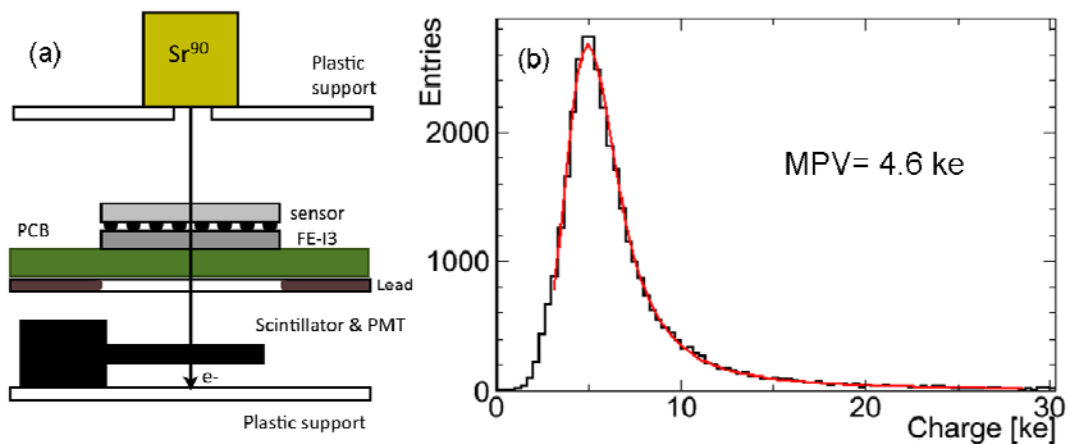 (a)
Sr90
Plastic
support
sensor
PCB
FE-I3
Lead
Scintillator & PMT
e-
Plastic support
(b)
Entries
MPV= 4.6 ke
2000
1000
0
0 10 20 30
Charge [ke]